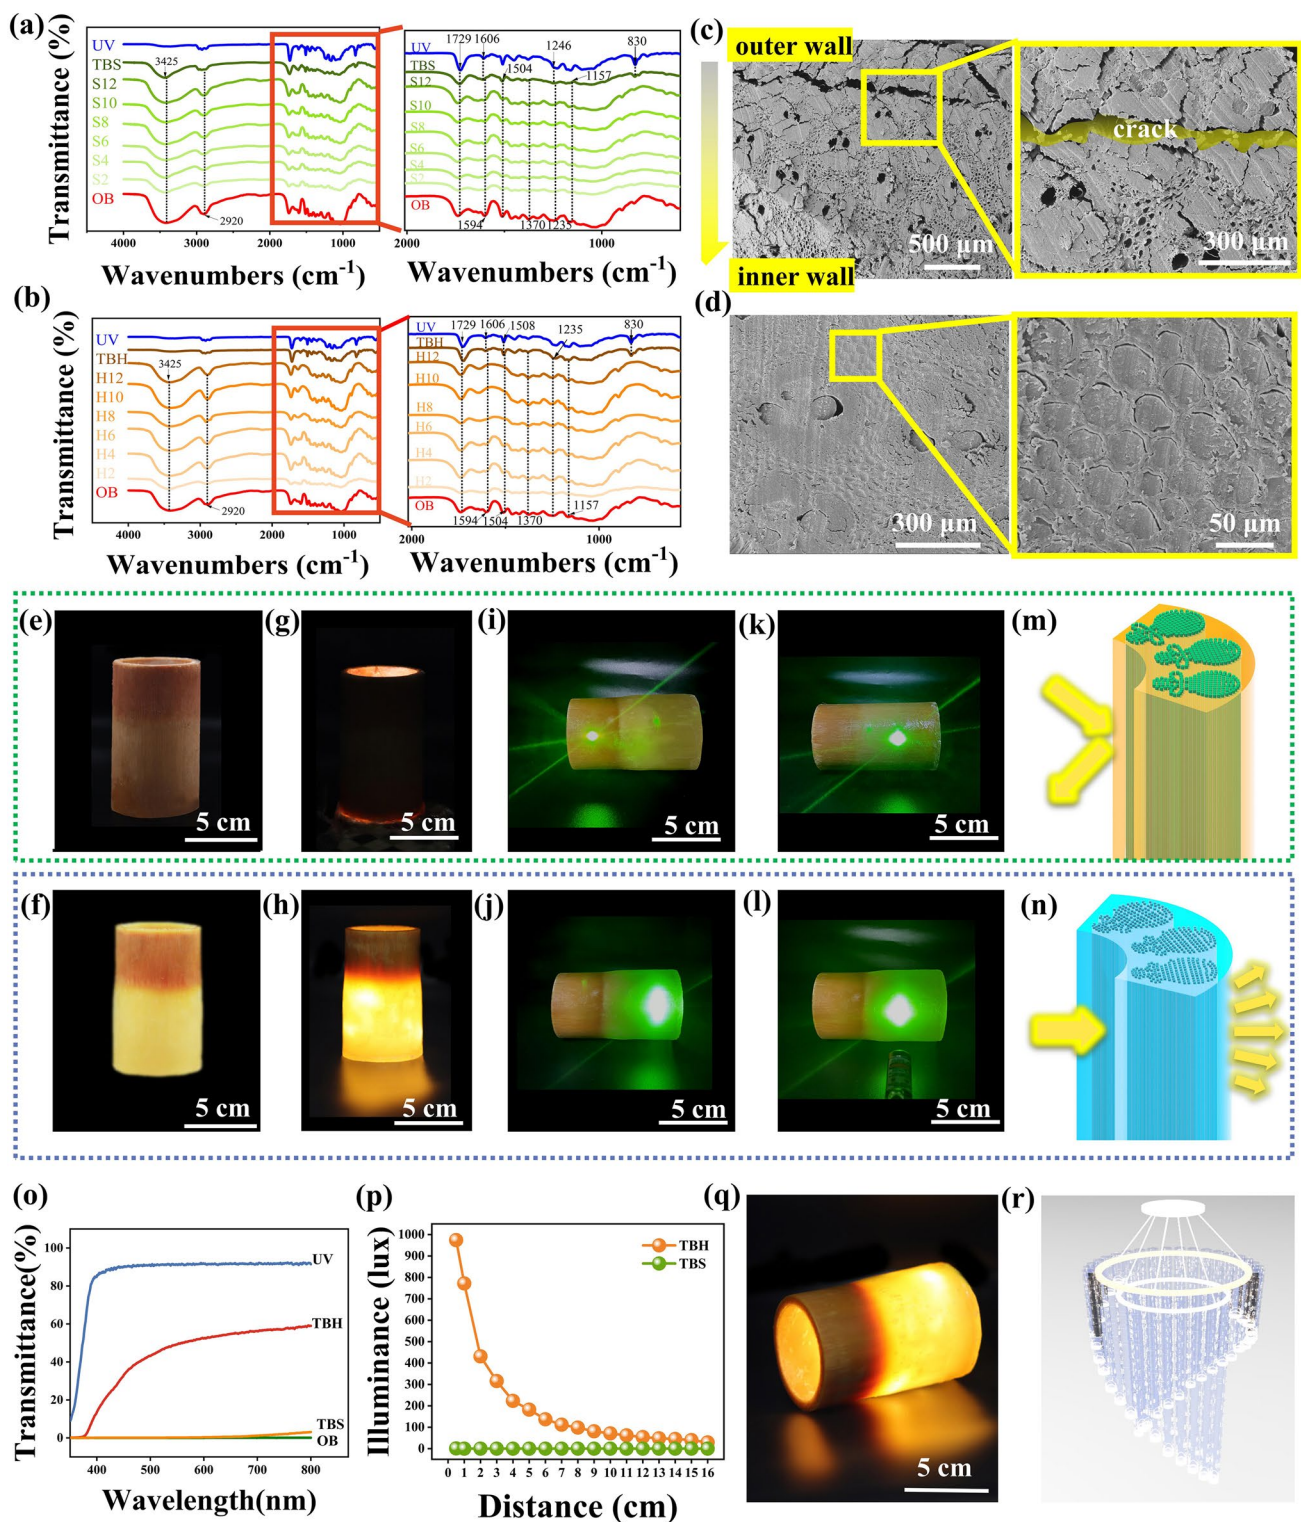 (a)
Transmittance (%)
UV
TBS
S12
S10
S8
S6
S4
S2
OB
3425
2920
4000 3000 2000 1000
Wavenumbers (cm-1)
1729 1606 1246 830
1504 1157
UV
TBS
S12
S10
S8
S6
S4
S2
OB
1594 1370 1235
2000 1000
Wavenumbers (cm-1)
(b)
Transmittance (%)
UV
TBH
H12
H10
H8
H6
H4
H2
OB
3425
2920
4000 3000 2000 1000
Wavenumbers (cm-1)
1729 1606 1508 1235 830
UV
TBH
H12
H10
H8
H6
H4
H2
OB
1594 1504 1370 1157
2000 1000
Wavenumbers (cm-1)
(c)
outer wall
inner wall
500 μm
crack
300 μm
(d)
300 μm
50 μm
(e)
5 cm
(g)
5 cm
(i)
5 cm
(k)
5 cm
(m)
(f)
5 cm
(h)
5 cm
(j)
5 cm
(l)
5 cm
(n)
(o)
Transmittance(%)
100
80
60
40
20
0
UV
TBH
TBS
OB
400 500 600 700 800
Wavelength(nm)
(p)
Illuminance (lux)
1000
900
800
700
600
500
400
300
200
100
0
TBH
TBS
0 1 2 3 4 5 6 7 8 9 10 11 12 13 14 15 16
Distance (cm)
(q)
5 cm
(r)